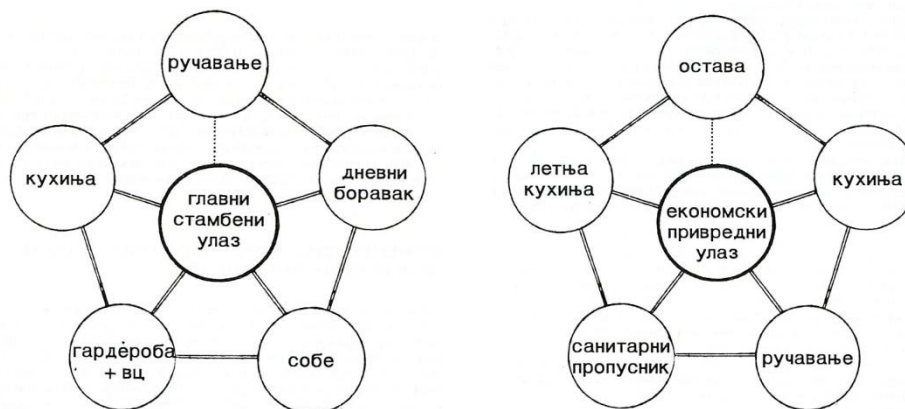 ручавање
кухиња
дневни
боравак
главни
стамбени
улаз
гардероба
+ вц
собе
остава
летња
кухиња
кухиња
економски
привредни
улаз
санитарни
пропусник
ручавање